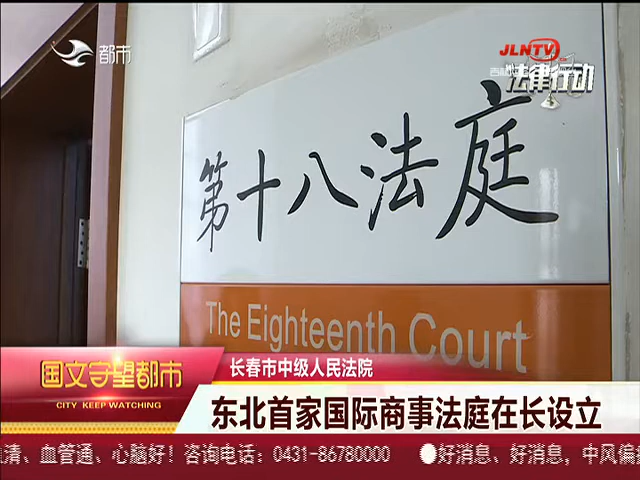 都市
JLNTV
法律行动
第十八法庭
The Eighteenth Court
国文守望都市
CITY KEEP WATCHING
长春市中级人民法院
东北首家国际商事法庭在长设立
清、血管通、心脑好！咨询电话：0431-86780000 ●好消息、好消息，中风偏